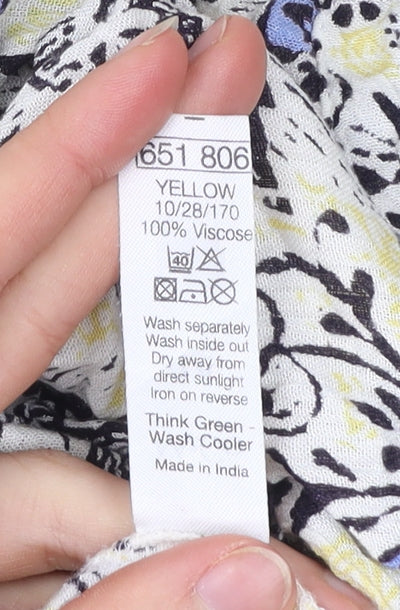 651 806
YELLOW
10/28/170
100% Viscose
40
Wash separately
Wash inside out
Dry away from
direct sunlight
Iron on reverse
Think Green -
Wash Cooler
Made in India